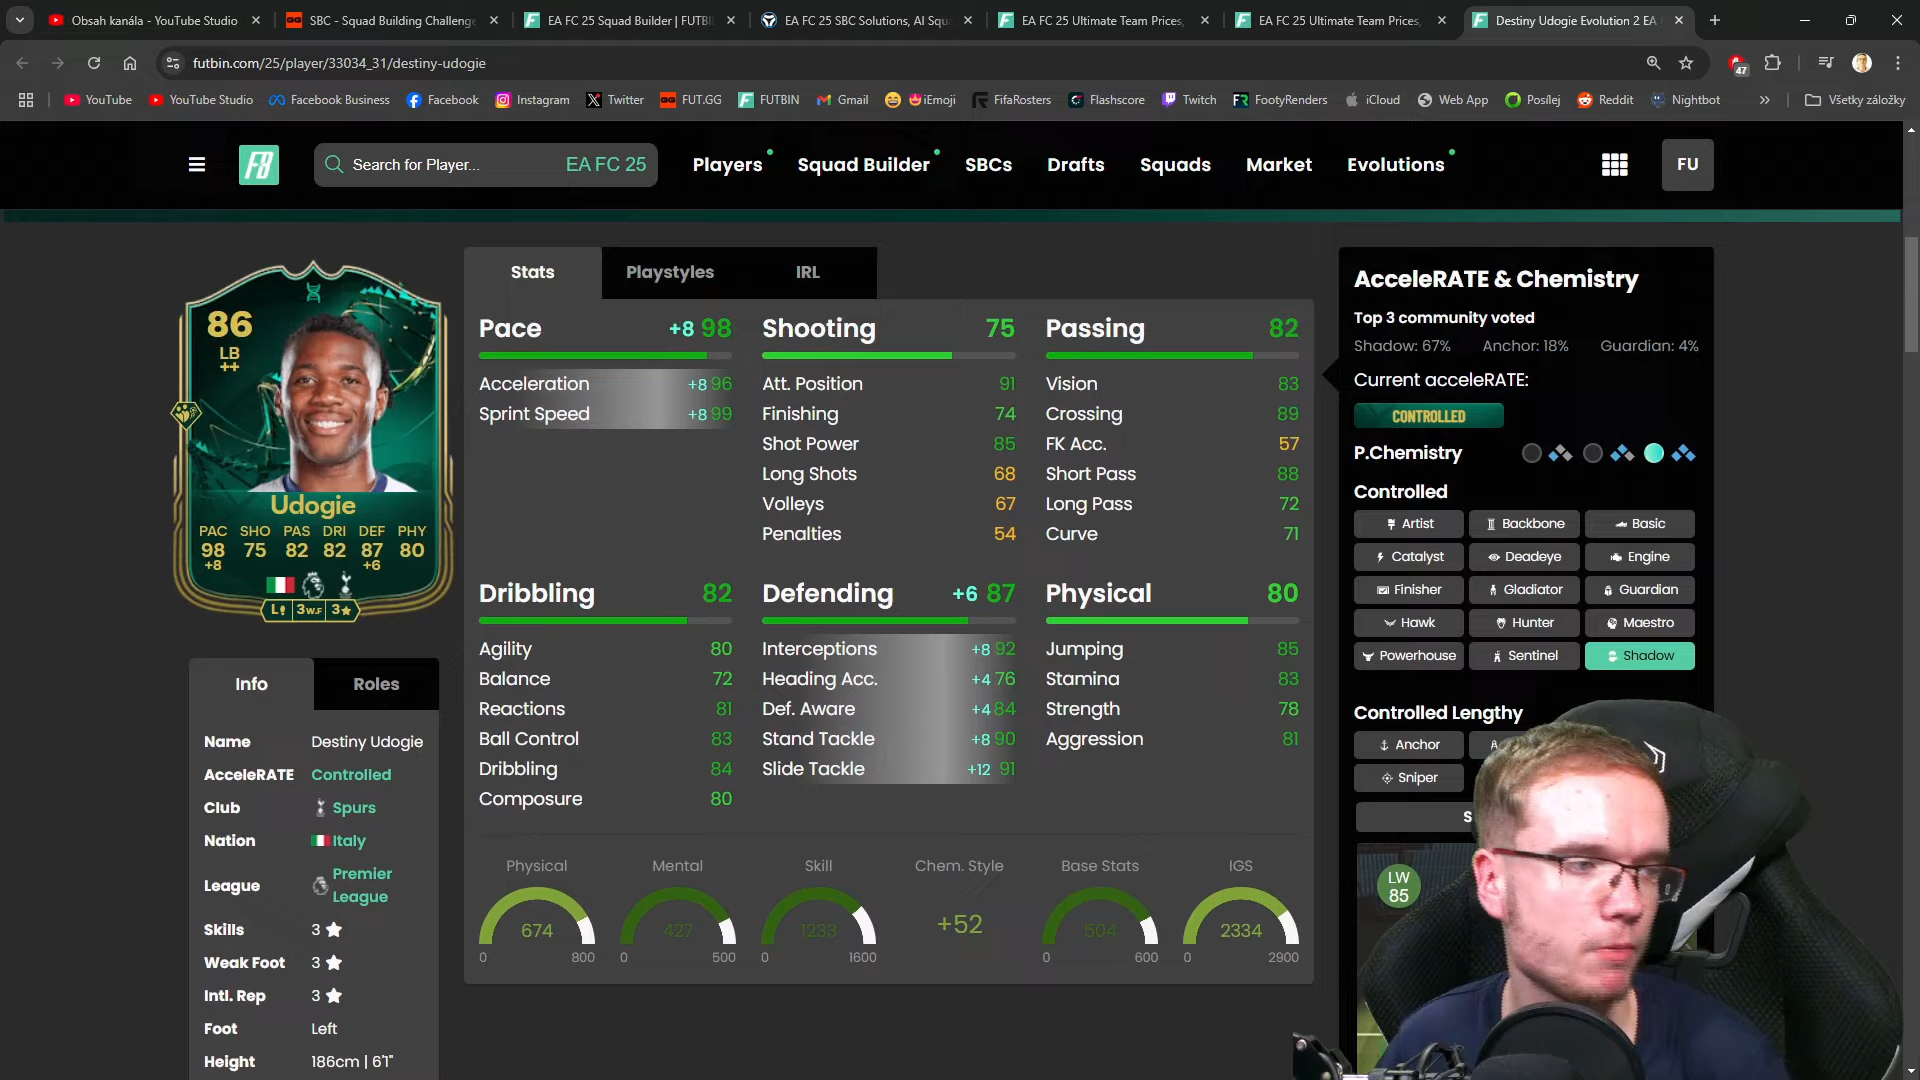 Obsah kanála - YouTube Studio
SBC - Squad Building Challenge
EA FC 25 Squad Builder | FUTBI
EA FC 25 SBC Solutions, AI Squ
EA FC 25 Ultimate Team Prices,
EA FC 25 Ultimate Team Prices,
Destiny Udogie Evolution 2 EA
futbin.com/25/player/33034_31/destiny-udogie
47
YouTube
YouTube Studio
Facebook Business
Facebook
Instagram
Twitter
FUT.GG
FUTBIN
Gmail
iEmoji
FifaRosters
Flashscore
Twitch
FootyRenders
iCloud
Web App
Posílej
Reddit
Nightbot
Všetky záložky
FB
Search for Player...
EA FC 25
Players
Squad Builder
SBCs
Drafts
Squads
Market
Evolutions
FU
86
LB
++
Udogie
PAC SHO PAS DRI DEF PHY
98 75 82 82 87 80
+8 +6
L 3 W.F 3
Info
Roles
Name Destiny Udogie
AcceleRATE Controlled
Club Spurs
Nation Italy
League Premier
League
Skills 3
Weak Foot 3
Intl. Rep 3
Foot Left
Height 186cm | 6'1"
Stats
Playstyles
IRL
Pace +8 98
Acceleration +8 96
Sprint Speed +8 99
Shooting 75
Att. Position 91
Finishing 74
Shot Power 85
Long Shots 68
Volleys 67
Penalties 54
Passing 82
Vision 83
Crossing 89
FK Acc. 57
Short Pass 88
Long Pass 72
Curve 71
Dribbling 82
Agility 80
Balance 72
Reactions 81
Ball Control 83
Dribbling 84
Composure 80
Defending +6 87
Interceptions +8 92
Heading Acc. +4 76
Def. Aware +4 84
Stand Tackle +8 90
Slide Tackle +12 91
Physical 80
Jumping 85
Stamina 83
Strength 78
Aggression 81
Physical
674
0 800
Mental
427
0 500
Skill
1233
0 1600
Chem. Style
+52
Base Stats
504
0 600
IGS
2334
0 2900
AcceleRATE & Chemistry
Top 3 community voted
Shadow: 67% Anchor: 18% Guardian: 4%
Current acceleRATE:
CONTROLLED
P.Chemistry
Controlled
Artist Backbone Basic
Catalyst Deadeye Engine
Finisher Gladiator Guardian
Hawk Hunter Maestro
Powerhouse Sentinel Shadow
Controlled Lengthy
Anchor
Sniper
S
LW
85